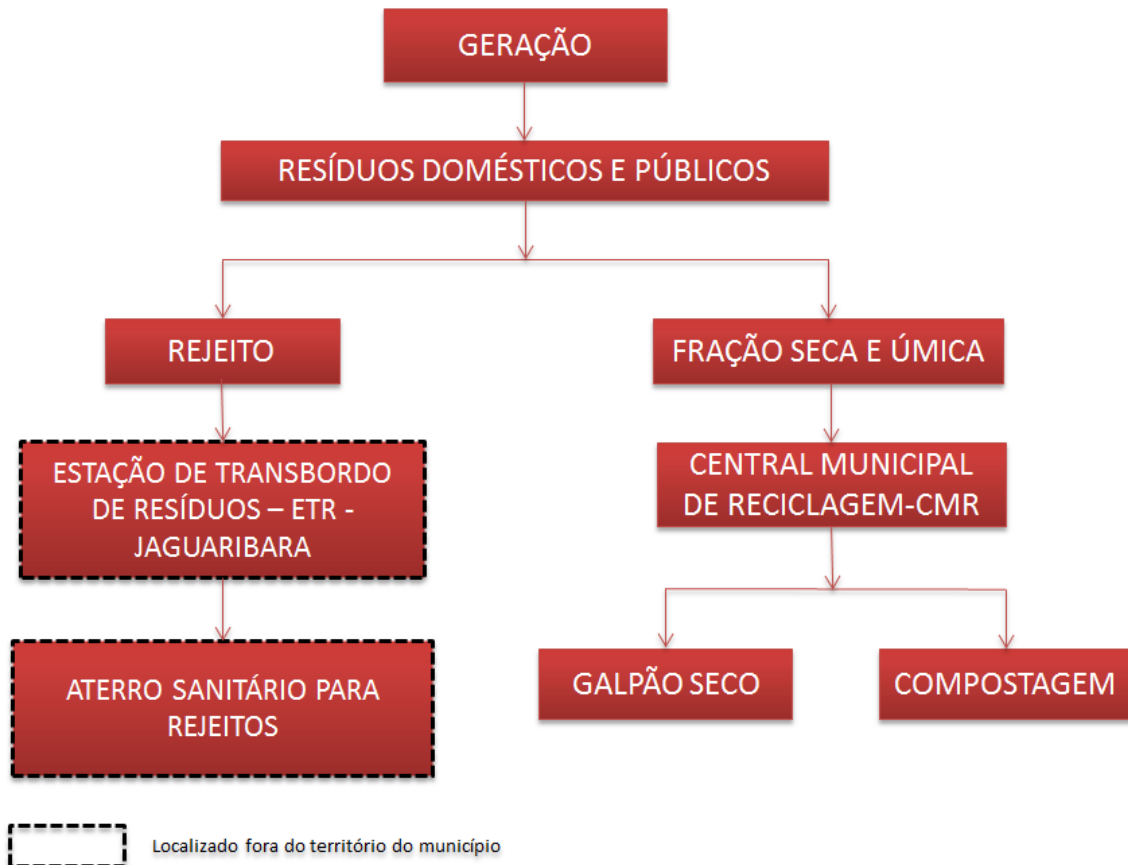 GERAÇÃO
RESÍDUOS DOMÉSTICOS E PÚBLICOS
REJEITO
FRAÇÃO SECA E ÚMICA
ESTAÇÃO DE TRANSBORDO
DE RESÍDUOS – ETR -
JAGUARIBARA
CENTRAL MUNICIPAL
DE RECICLAGEM-CMR
ATERRO SANITÁRIO PARA
REJEITOS
GALPÃO SECO
COMPOSTAGEM
Localizado fora do território do município